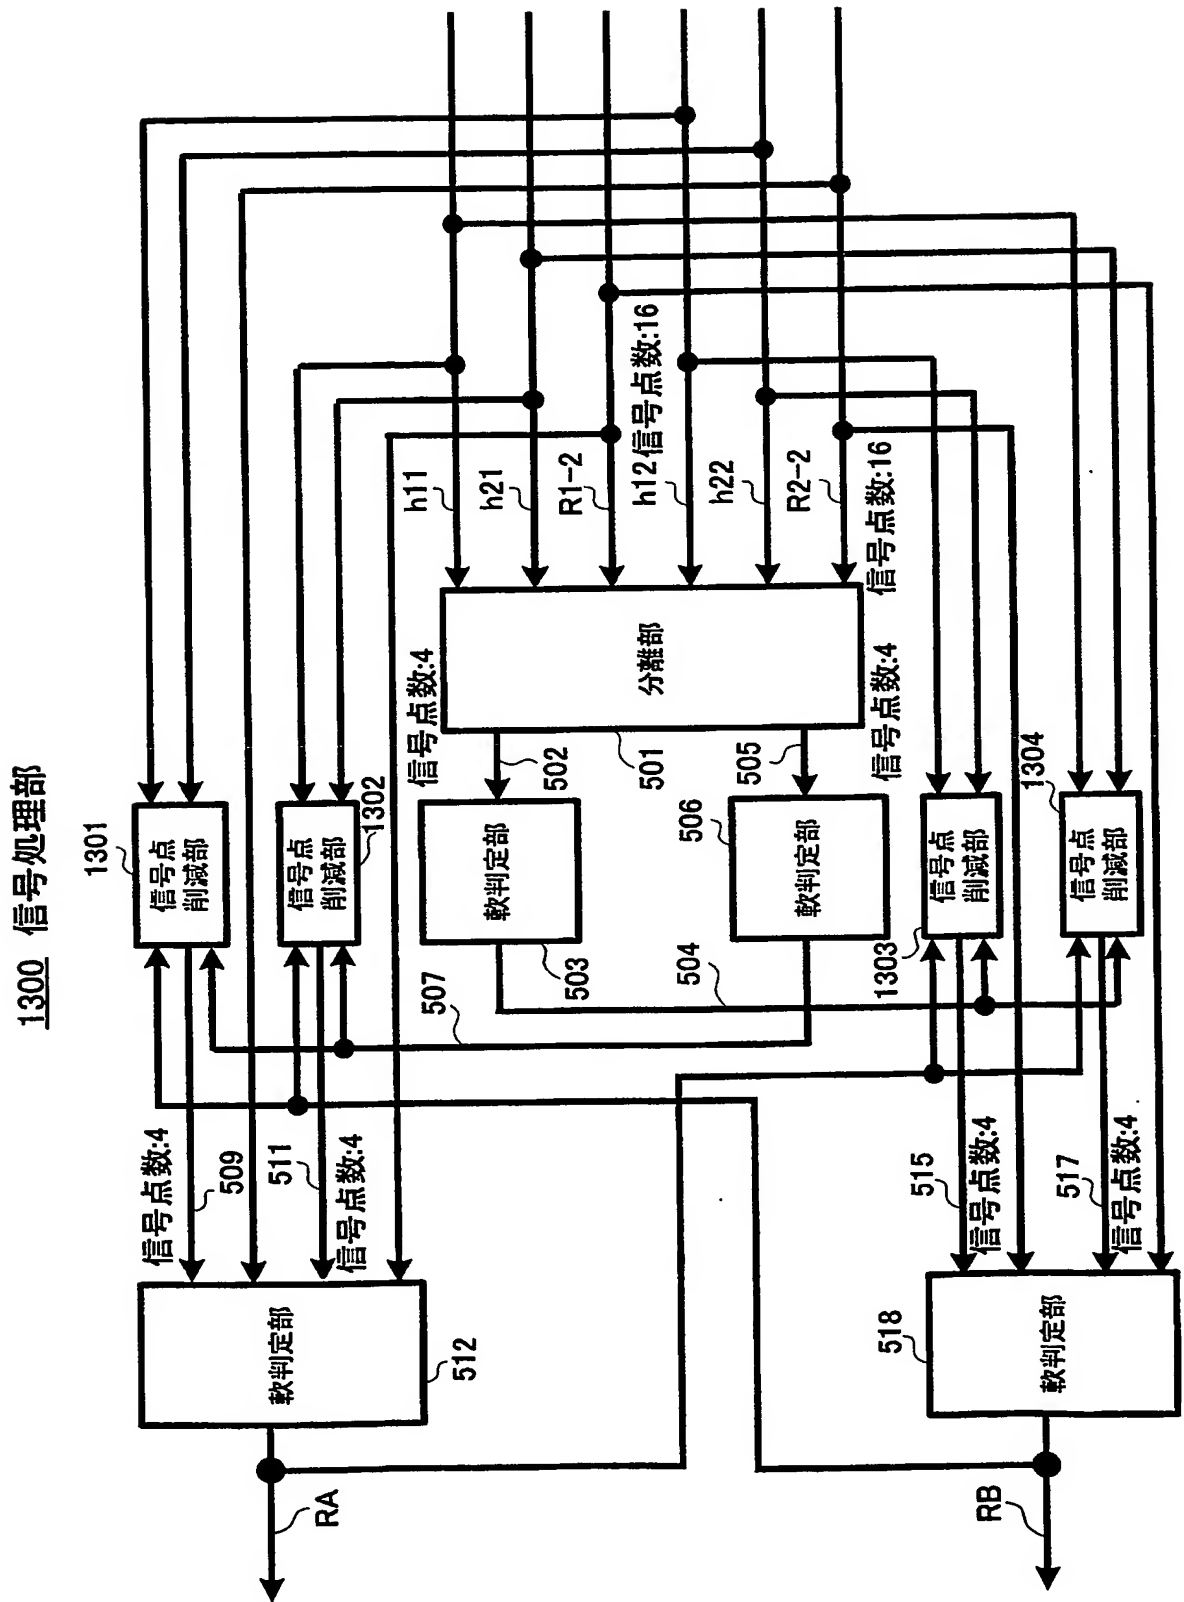 1300 信号処理部
1301
信号点
削減部
1302
信号点
削減部
信号点数:4
502
軟判定部
503
504
507
505
軟判定部
506
信号点数:4
分離部
501
h11
h21
R1-2
h12
信号点数:16
h22
R2-2
信号点数:16
1303
信号点
削減部
1304
信号点
削減部
信号点数:4
509
511
信号点数:4
515
信号点数:4
517
信号点数:4
軟判定部
512
軟判定部
518
RA
RB